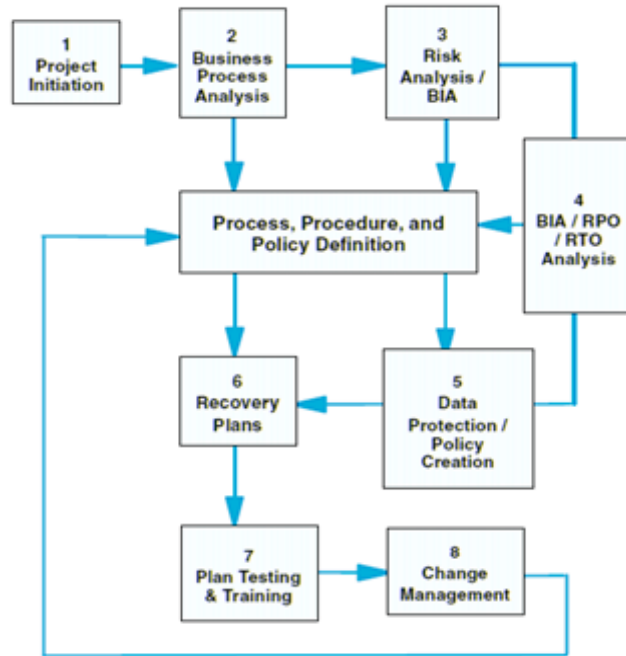 1
Project
Initiation
2
Business
Process
Analysis
3
Risk
Analysis /
BIA
4
BIA / RPO
/ RTO
Analysis
Process, Procedure, and
Policy Definition
5
Data
Protection /
Policy
Creation
6
Recovery
Plans
7
Plan Testing
& Training
8
Change
Management